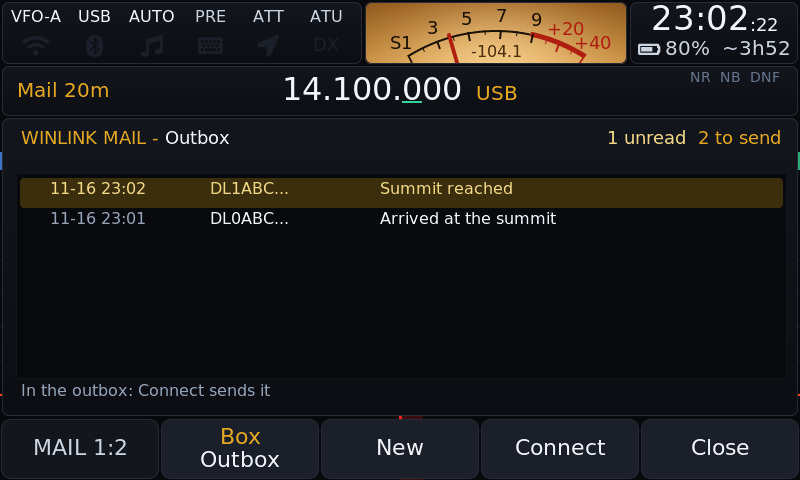 VFO-A USB AUTO PRE ATT ATU
DX
S1 3 5 7 9 +20 +40
-104.1
23:02:22
80% ~3h52
Mail 20m 14.100.000 USB
NR NB DNF
WINLINK MAIL - Outbox 1 unread 2 to send
11-16 23:02 DL1ABC... Summit reached
11-16 23:01 DL0ABC... Arrived at the summit
In the outbox: Connect sends it
MAIL 1:2
Box
Outbox
New
Connect
Close